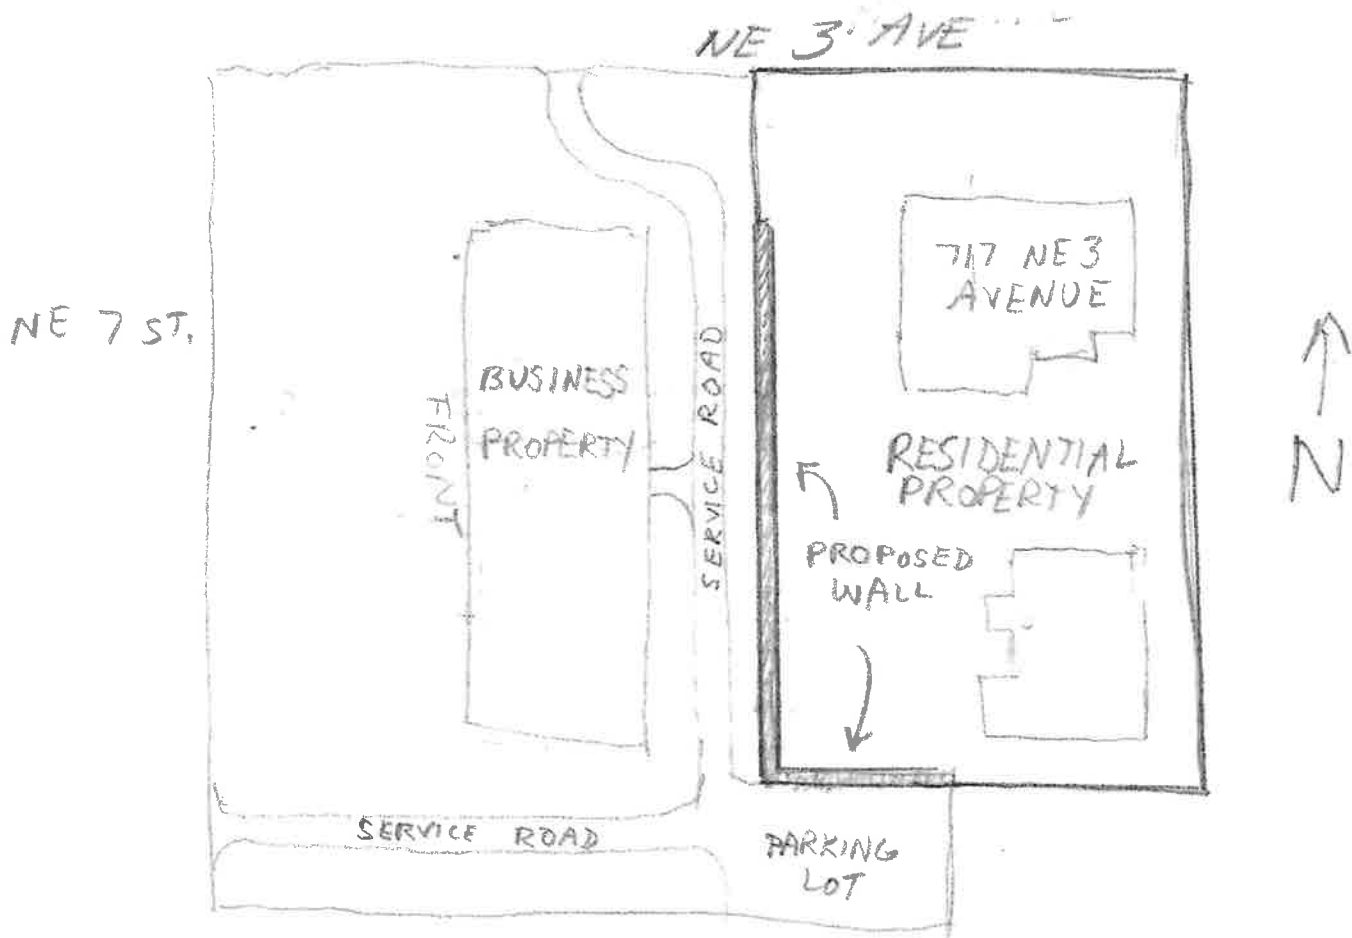 NE 3 AVE
717 NE 3
AVENUE
NE 7 ST.
BUSINESS
PROPERTY
FRONT
SERVICE ROAD
RESIDENTIAL
PROPERTY
N
PROPOSED
WALL
SERVICE ROAD
PARKING
LOT